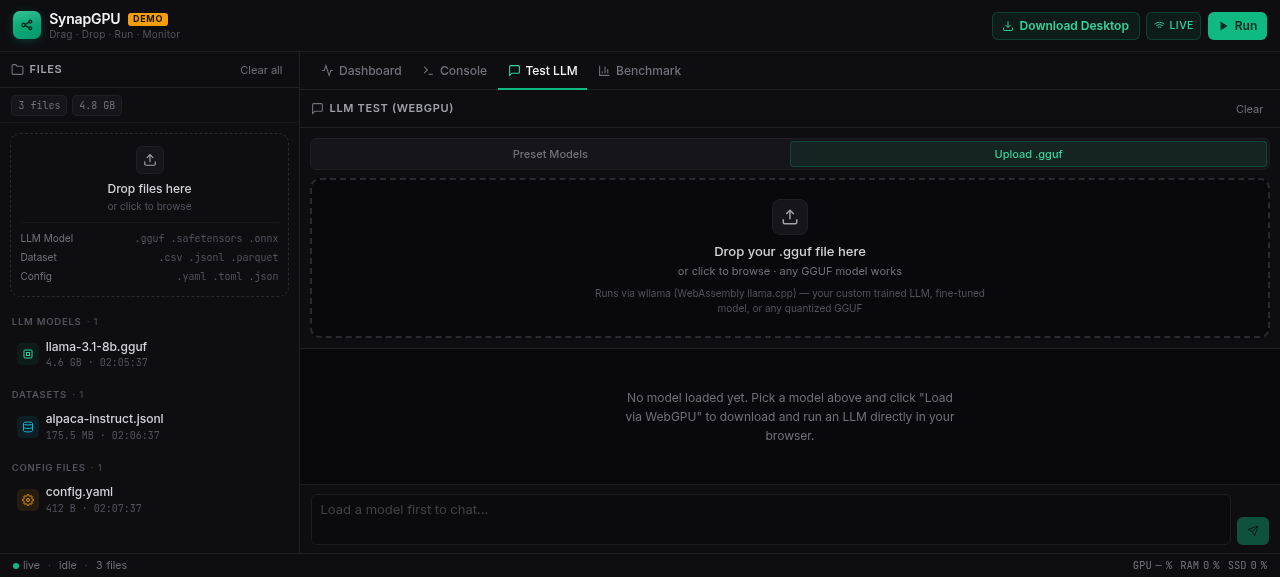 SynapGPU DEMO
Drag · Drop · Run · Monitor
Download Desktop
LIVE
Run
FILES
Clear all
3 files
4.8 GB
Drop files here
or click to browse
LLM Model .gguf .safetensors .onnx
Dataset .csv .jsonl .parquet
Config .yaml .toml .json
LLM MODELS · 1
llama-3.1-8b.gguf
4.6 GB · 02:05:37
DATASETS · 1
alpaca-instruct.jsonl
175.5 MB · 02:06:37
CONFIG FILES · 1
config.yaml
412 B · 02:07:37
Dashboard
Console
Test LLM
Benchmark
LLM TEST (WEBGPU)
Clear
Preset Models
Upload .gguf
Drop your .gguf file here
or click to browse · any GGUF model works
Runs via wllama (WebAssembly llama.cpp) — your custom trained LLM, fine-tuned
model, or any quantized GGUF
No model loaded yet. Pick a model above and click "Load
via WebGPU" to download and run an LLM directly in your
browser.
Load a model first to chat...
live · idle · 3 files
GPU —% RAM 0% SSD 0%